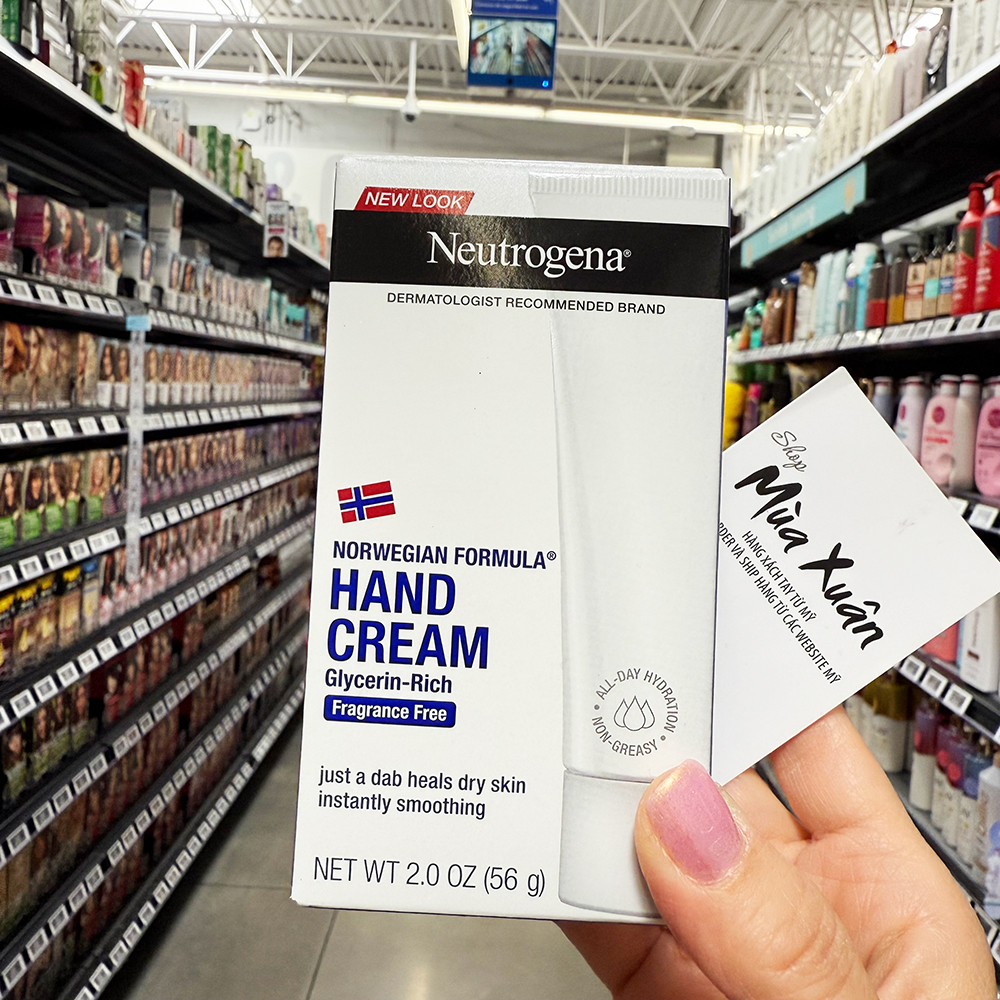 NEW LOOK
Neutrogena®
DERMATOLOGIST RECOMMENDED BRAND
NORWEGIAN FORMULA®
HAND
CREAM
Glycerin-Rich
Fragrance Free
ALL-DAY HYDRATION
• NON-GREASY •
just a dab heals dry skin
instantly smoothing
NET WT 2.0 OZ (56 g)
Shop
Mùa Xuân
HÀNG XÁCH TAY TỪ MỸ
VÀ SHIP HÀNG TỪ CÁC WEBSITE MỸ